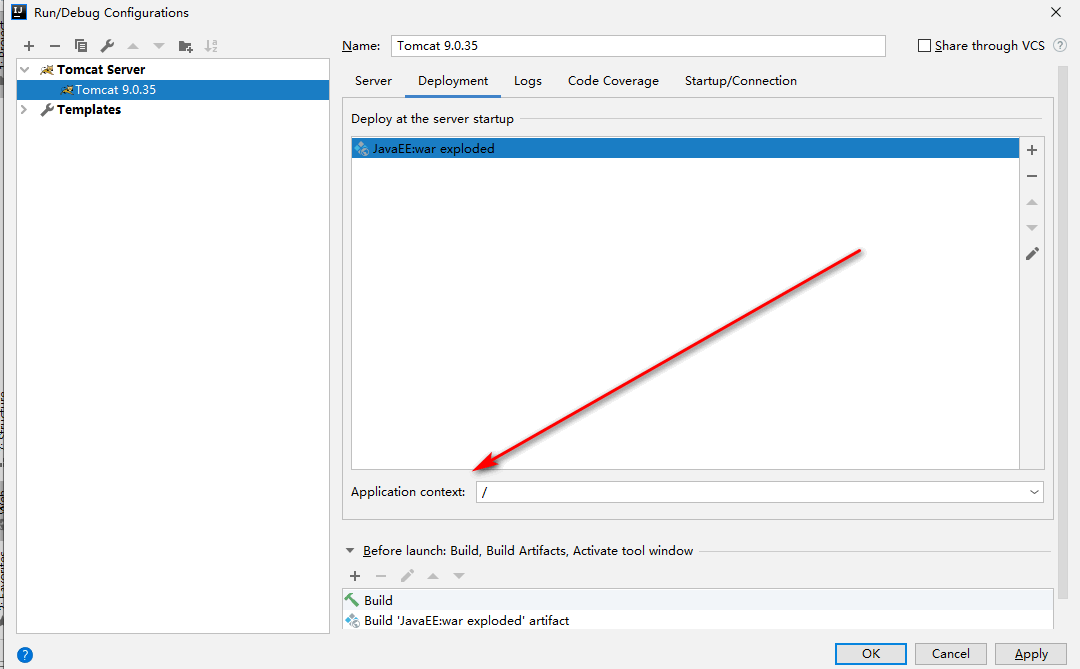 Run/Debug Configurations
Name: Tomcat 9.0.35
Share through VCS
Tomcat Server
Tomcat 9.0.35
Templates
Server Deployment Logs Code Coverage Startup/Connection
Deploy at the server startup
JavaEE:war exploded
Application context: /
Before launch: Build, Build Artifacts, Activate tool window
Build
Build 'JavaEE:war exploded' artifact
OK Cancel Apply